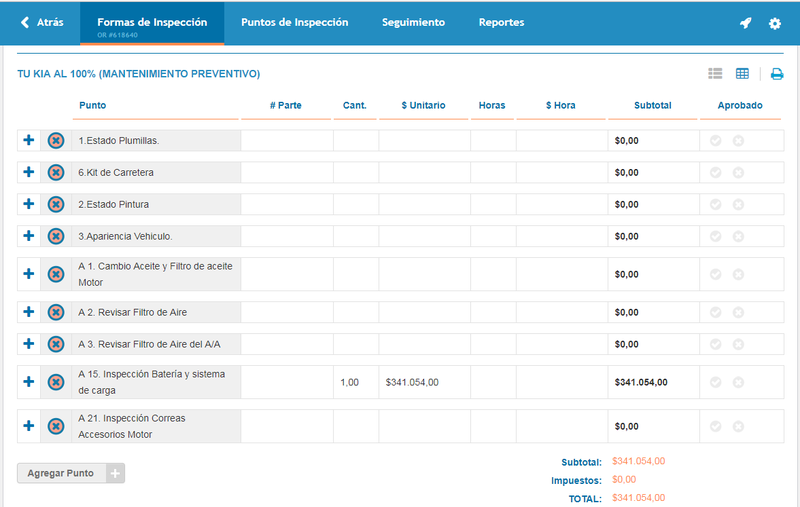 Atrás
Formas de Inspección
OR #618640
Puntos de Inspección
Seguimiento
Reportes
TU KIA AL 100% (MANTENIMIENTO PREVENTIVO)
Punto # Parte Cant. $ Unitario Horas $ Hora Subtotal Aprobado
1.Estado Plumillas. $0,00
6.Kit de Carretera $0,00
2.Estado Pintura $0,00
3.Apariencia Vehiculo. $0,00
A 1. Cambio Aceite y Filtro de aceite
Motor
$0,00
A 2. Revisar Filtro de Aire $0,00
A 3. Revisar Filtro de Aire del A/A $0,00
A 15. Inspección Batería y sistema
de carga
1,00 $341.054,00 $341.054,00
A 21. Inspección Correas
Accesorios Motor
$0,00
Agregar Punto +
Subtotal: $341.054,00
Impuestos: $0,00
TOTAL: $341.054,00